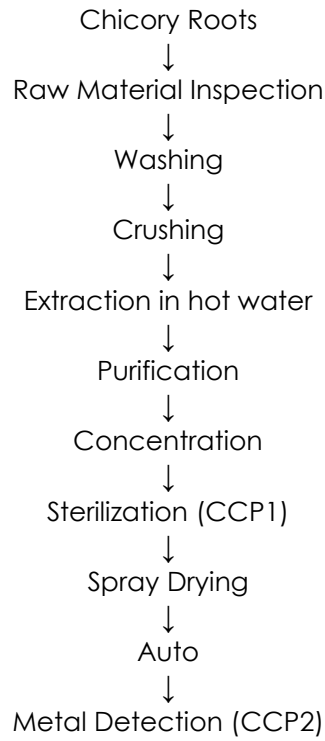 Chicory Roots
↓
Raw Material Inspection
↓
Washing
↓
Crushing
↓
Extraction in hot water
↓
Purification
↓
Concentration
↓
Sterilization (CCP1)
↓
Spray Drying
↓
Auto
↓
Metal Detection (CCP2)